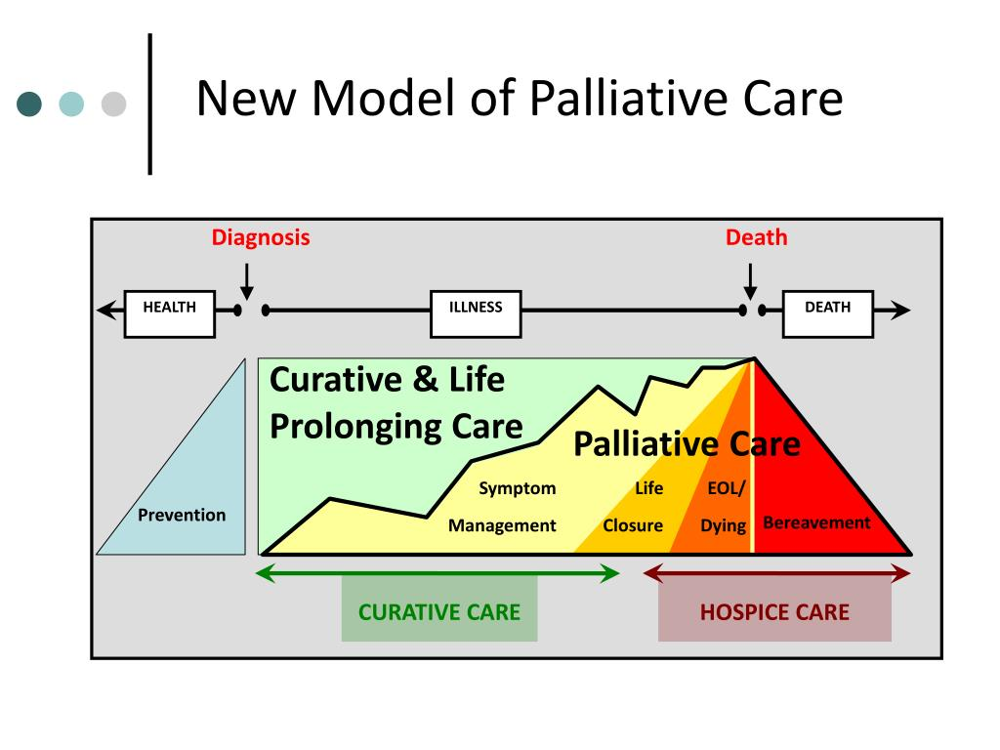 New Model of Palliative Care
Diagnosis
Death
HEALTH
ILLNESS
DEATH
Curative & Life
Prolonging Care
Palliative Care
Symptom
Management
Life
Closure
EOL/
Dying
Prevention
Bereavement
CURATIVE CARE
HOSPICE CARE